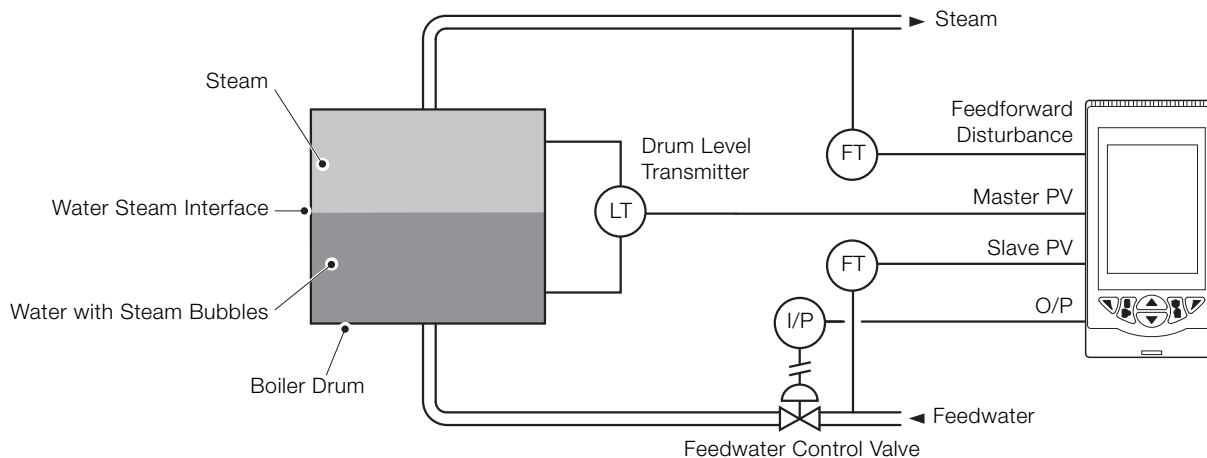 Steam
Steam
Feedforward
Disturbance
Drum Level
Transmitter
FT
Master PV
Water Steam Interface
LT
Slave PV
FT
Water with Steam Bubbles
O/P
I/P
Boiler Drum
Feedwater
Feedwater Control Valve